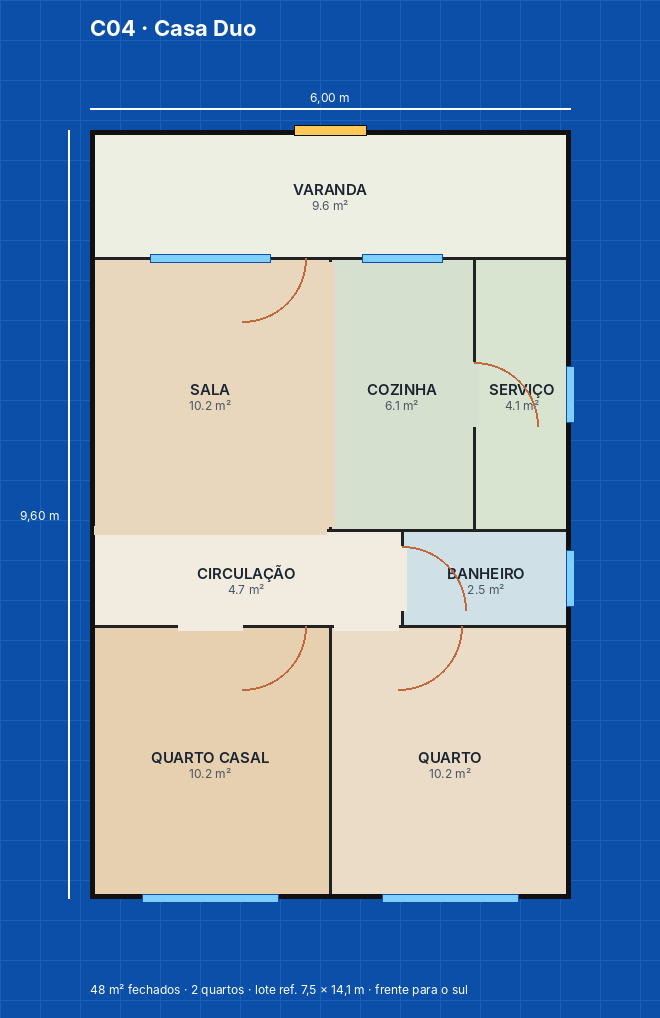 C04 · Casa Duo
6,00 m
VARANDA
9.6 m²
SALA
10.2 m²
COZINHA
6.1 m²
SERVIÇO
4.1 m²
9,60 m
CIRCULAÇÃO
4.7 m²
BANHEIRO
2.5 m²
QUARTO CASAL
10.2 m²
QUARTO
10.2 m²
48 m² fechados · 2 quartos · lote ref. 7,5 × 14,1 m · frente para o sul